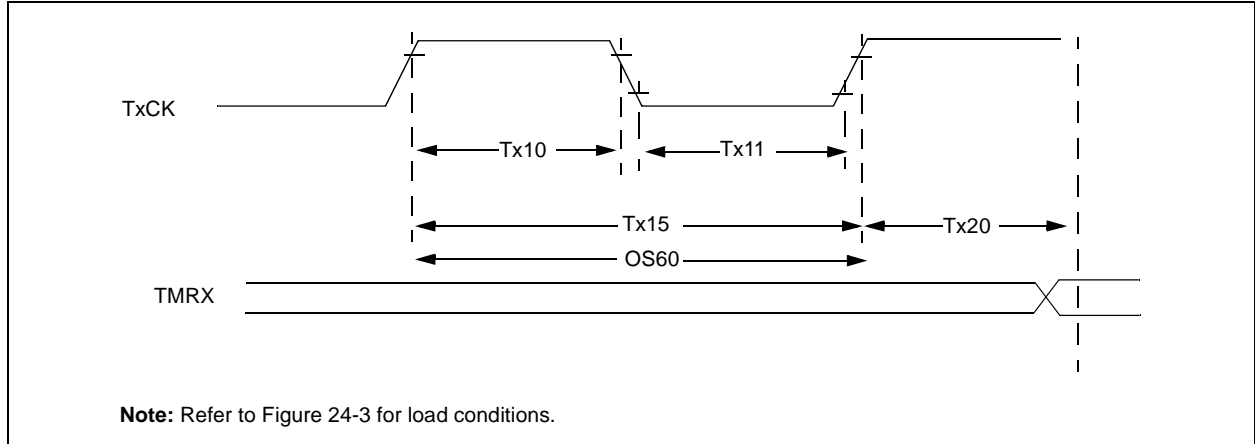 TxCK
Tx10
Tx11
Tx15
Tx20
OS60
TMRX
Note: Refer to Figure 24-3 for load conditions.